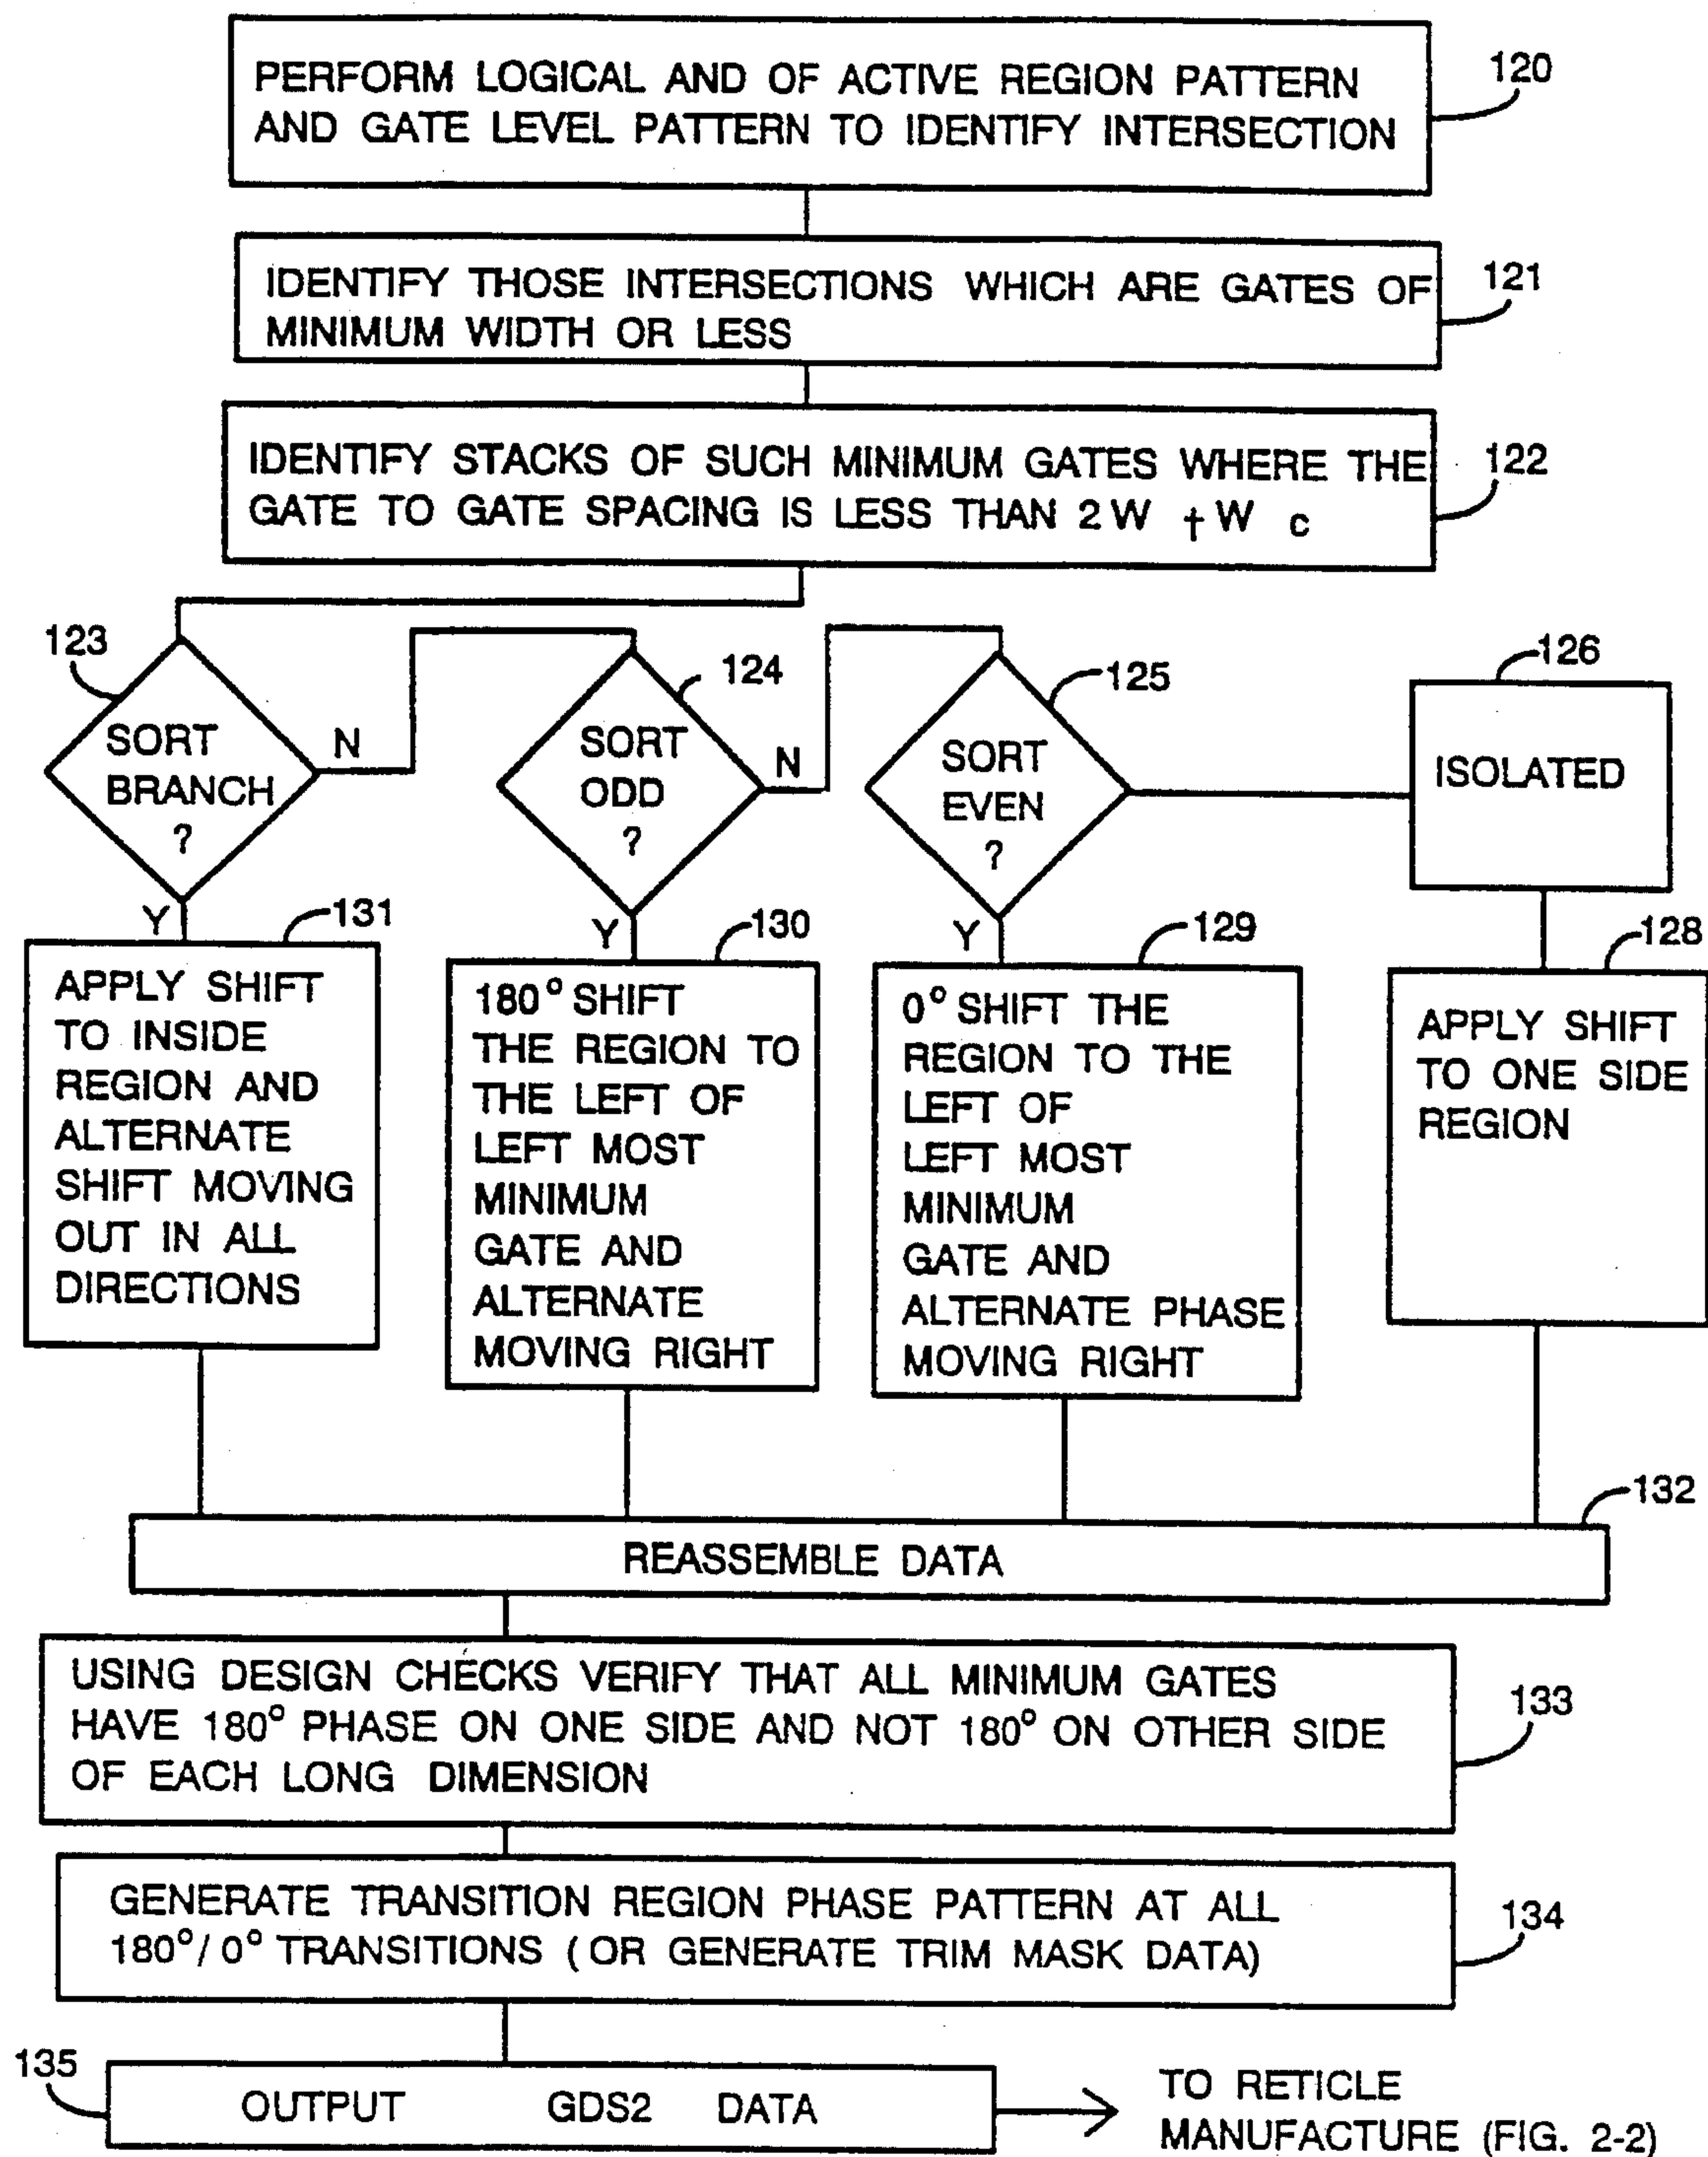 PERFORM LOGICAL AND OF ACTIVE REGION PATTERN
AND GATE LEVEL PATTERN TO IDENTIFY INTERSECTION
120
IDENTIFY THOSE INTERSECTIONS WHICH ARE GATES OF
MINIMUM WIDTH OR LESS
121
IDENTIFY STACKS OF SUCH MINIMUM GATES WHERE THE
GATE TO GATE SPACING IS LESS THAN 2 W † W c
122
123
SORT
BRANCH
?
N
Y
124
SORT
ODD
?
N
Y
125
SORT
EVEN
?
Y
126
ISOLATED
131
APPLY SHIFT
TO INSIDE
REGION AND
ALTERNATE
SHIFT MOVING
OUT IN ALL
DIRECTIONS
130
180° SHIFT
THE REGION TO
THE LEFT OF
LEFT MOST
MINIMUM
GATE AND
ALTERNATE
MOVING RIGHT
129
0° SHIFT THE
REGION TO THE
LEFT OF
LEFT MOST
MINIMUM
GATE AND
ALTERNATE PHASE
MOVING RIGHT
128
APPLY SHIFT
TO ONE SIDE
REGION
132
REASSEMBLE DATA
USING DESIGN CHECKS VERIFY THAT ALL MINIMUM GATES
HAVE 180° PHASE ON ONE SIDE AND NOT 180° ON OTHER SIDE
OF EACH LONG DIMENSION
133
GENERATE TRANSITION REGION PHASE PATTERN AT ALL
180°/ 0° TRANSITIONS ( OR GENERATE TRIM MASK DATA)
134
135
OUTPUT GDS2 DATA
TO RETICLE
MANUFACTURE (FIG. 2-2)